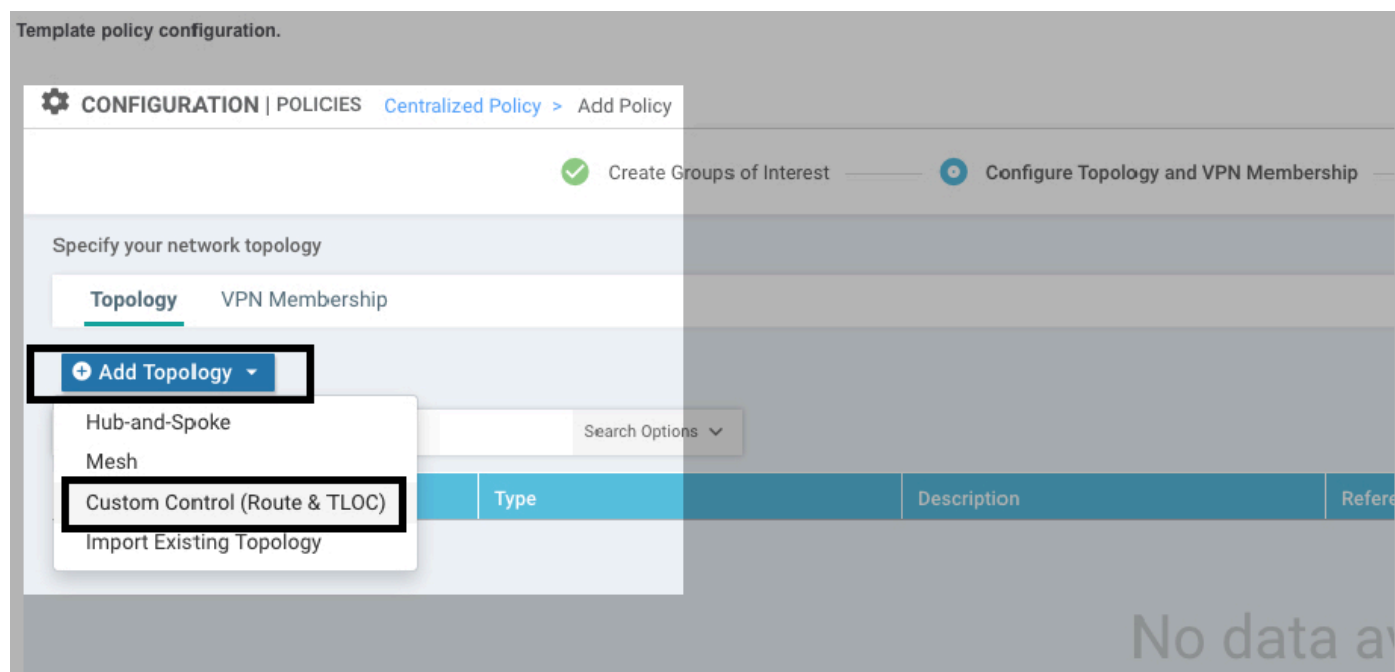 Template policy configuration.
CONFIGURATION | POLICIES Centralized Policy > Add Policy
Create Groups of Interest Configure Topology and VPN Membership
Specify your network topology
Topology VPN Membership
Add Topology
Hub-and-Spoke
Search Options
Mesh
Custom Control (Route & TLOC)
Type Description Refere
Import Existing Topology
No data av